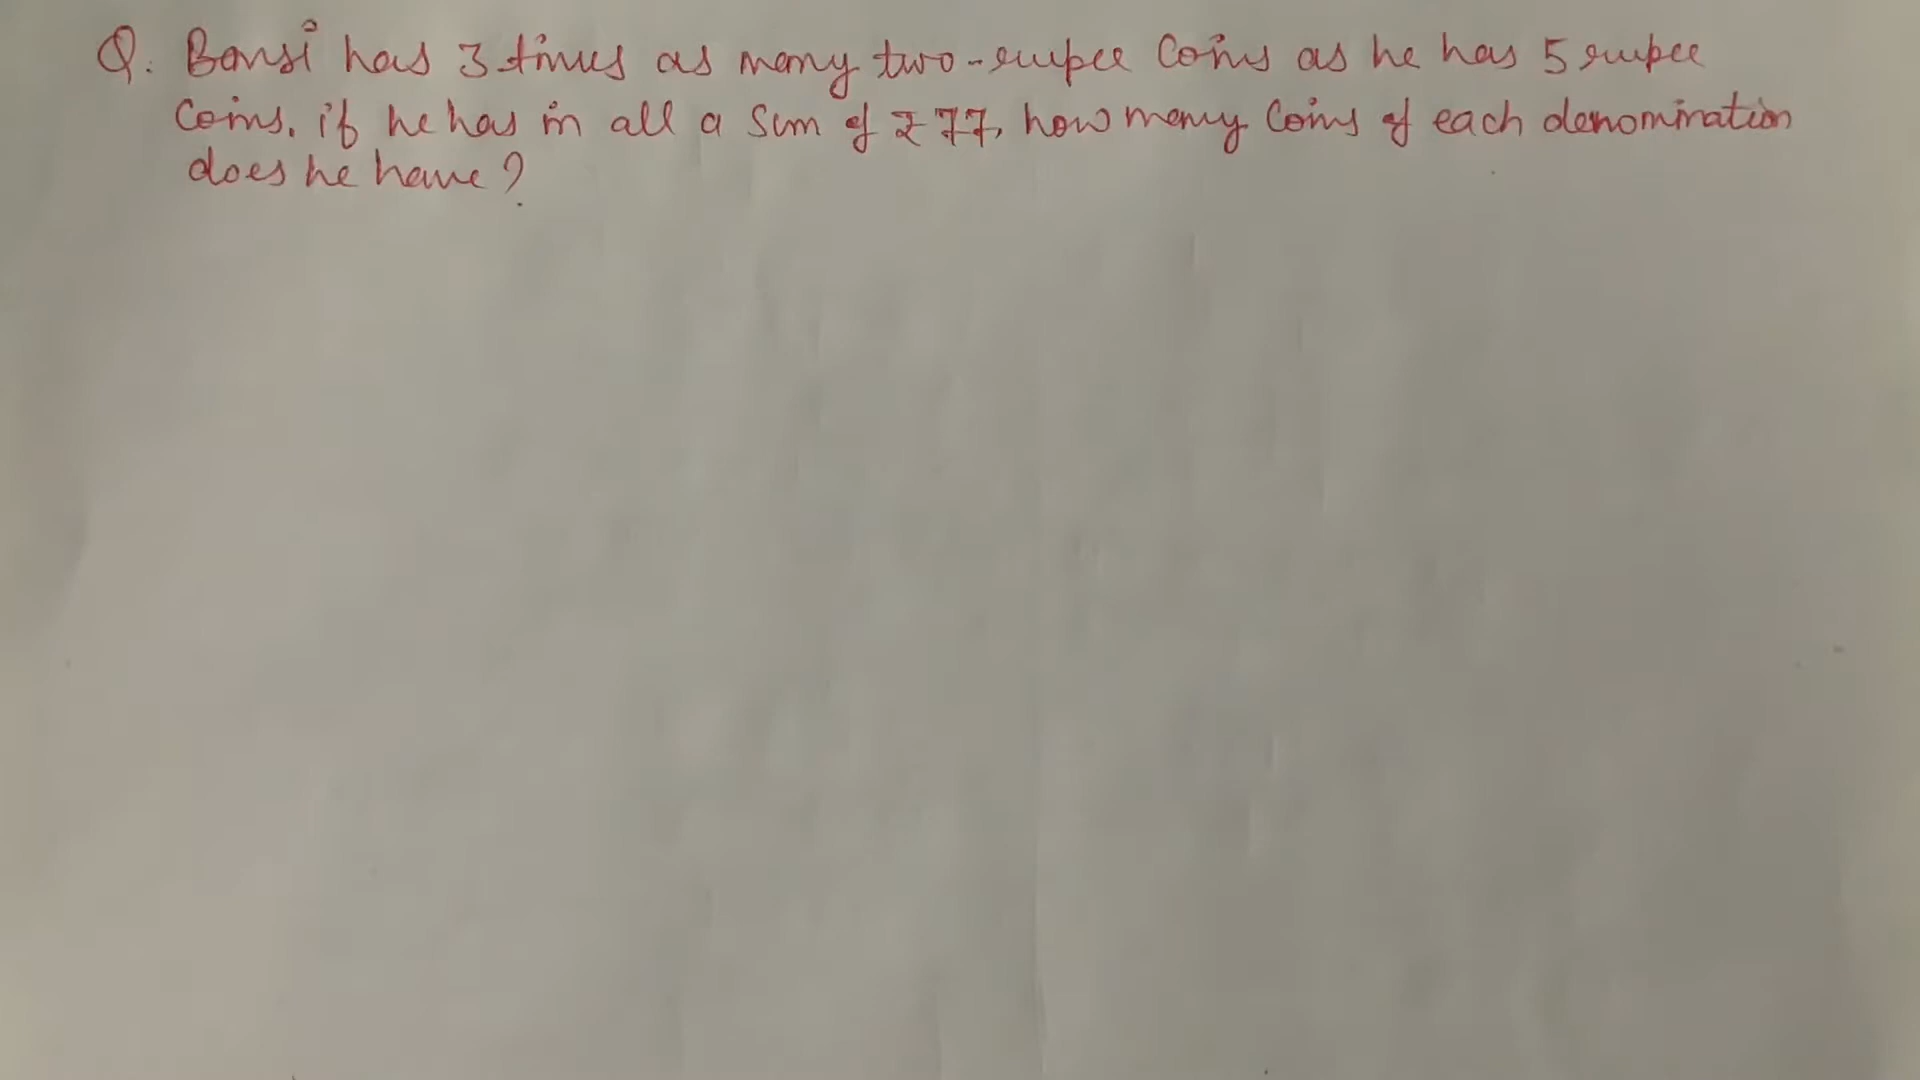 Q. Bansi has 3 times as many two-rupee Coins as he has 5 rupee
Coins. if he has in all a Sum of ₹77, how many Coins of each denomination
does he have?